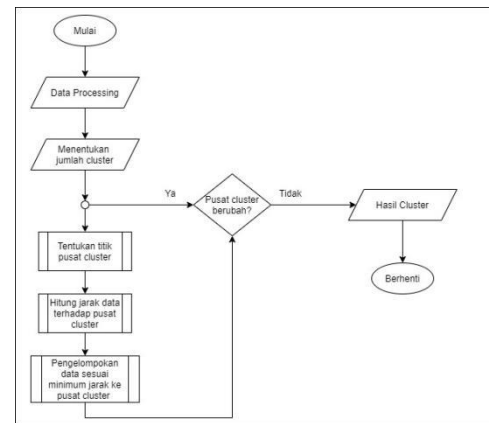 Mulai
Data Processing
Menentukan
jumlah cluster
Ya
Pusat cluster
berubah?
Tidak
Hasil Cluster
Tentukan titik
pusat cluster
Berhenti
Hitung jarak data
terhadap pusat
cluster
Pengelompokan
data sesuai
minimum jarak ke
pusat cluster